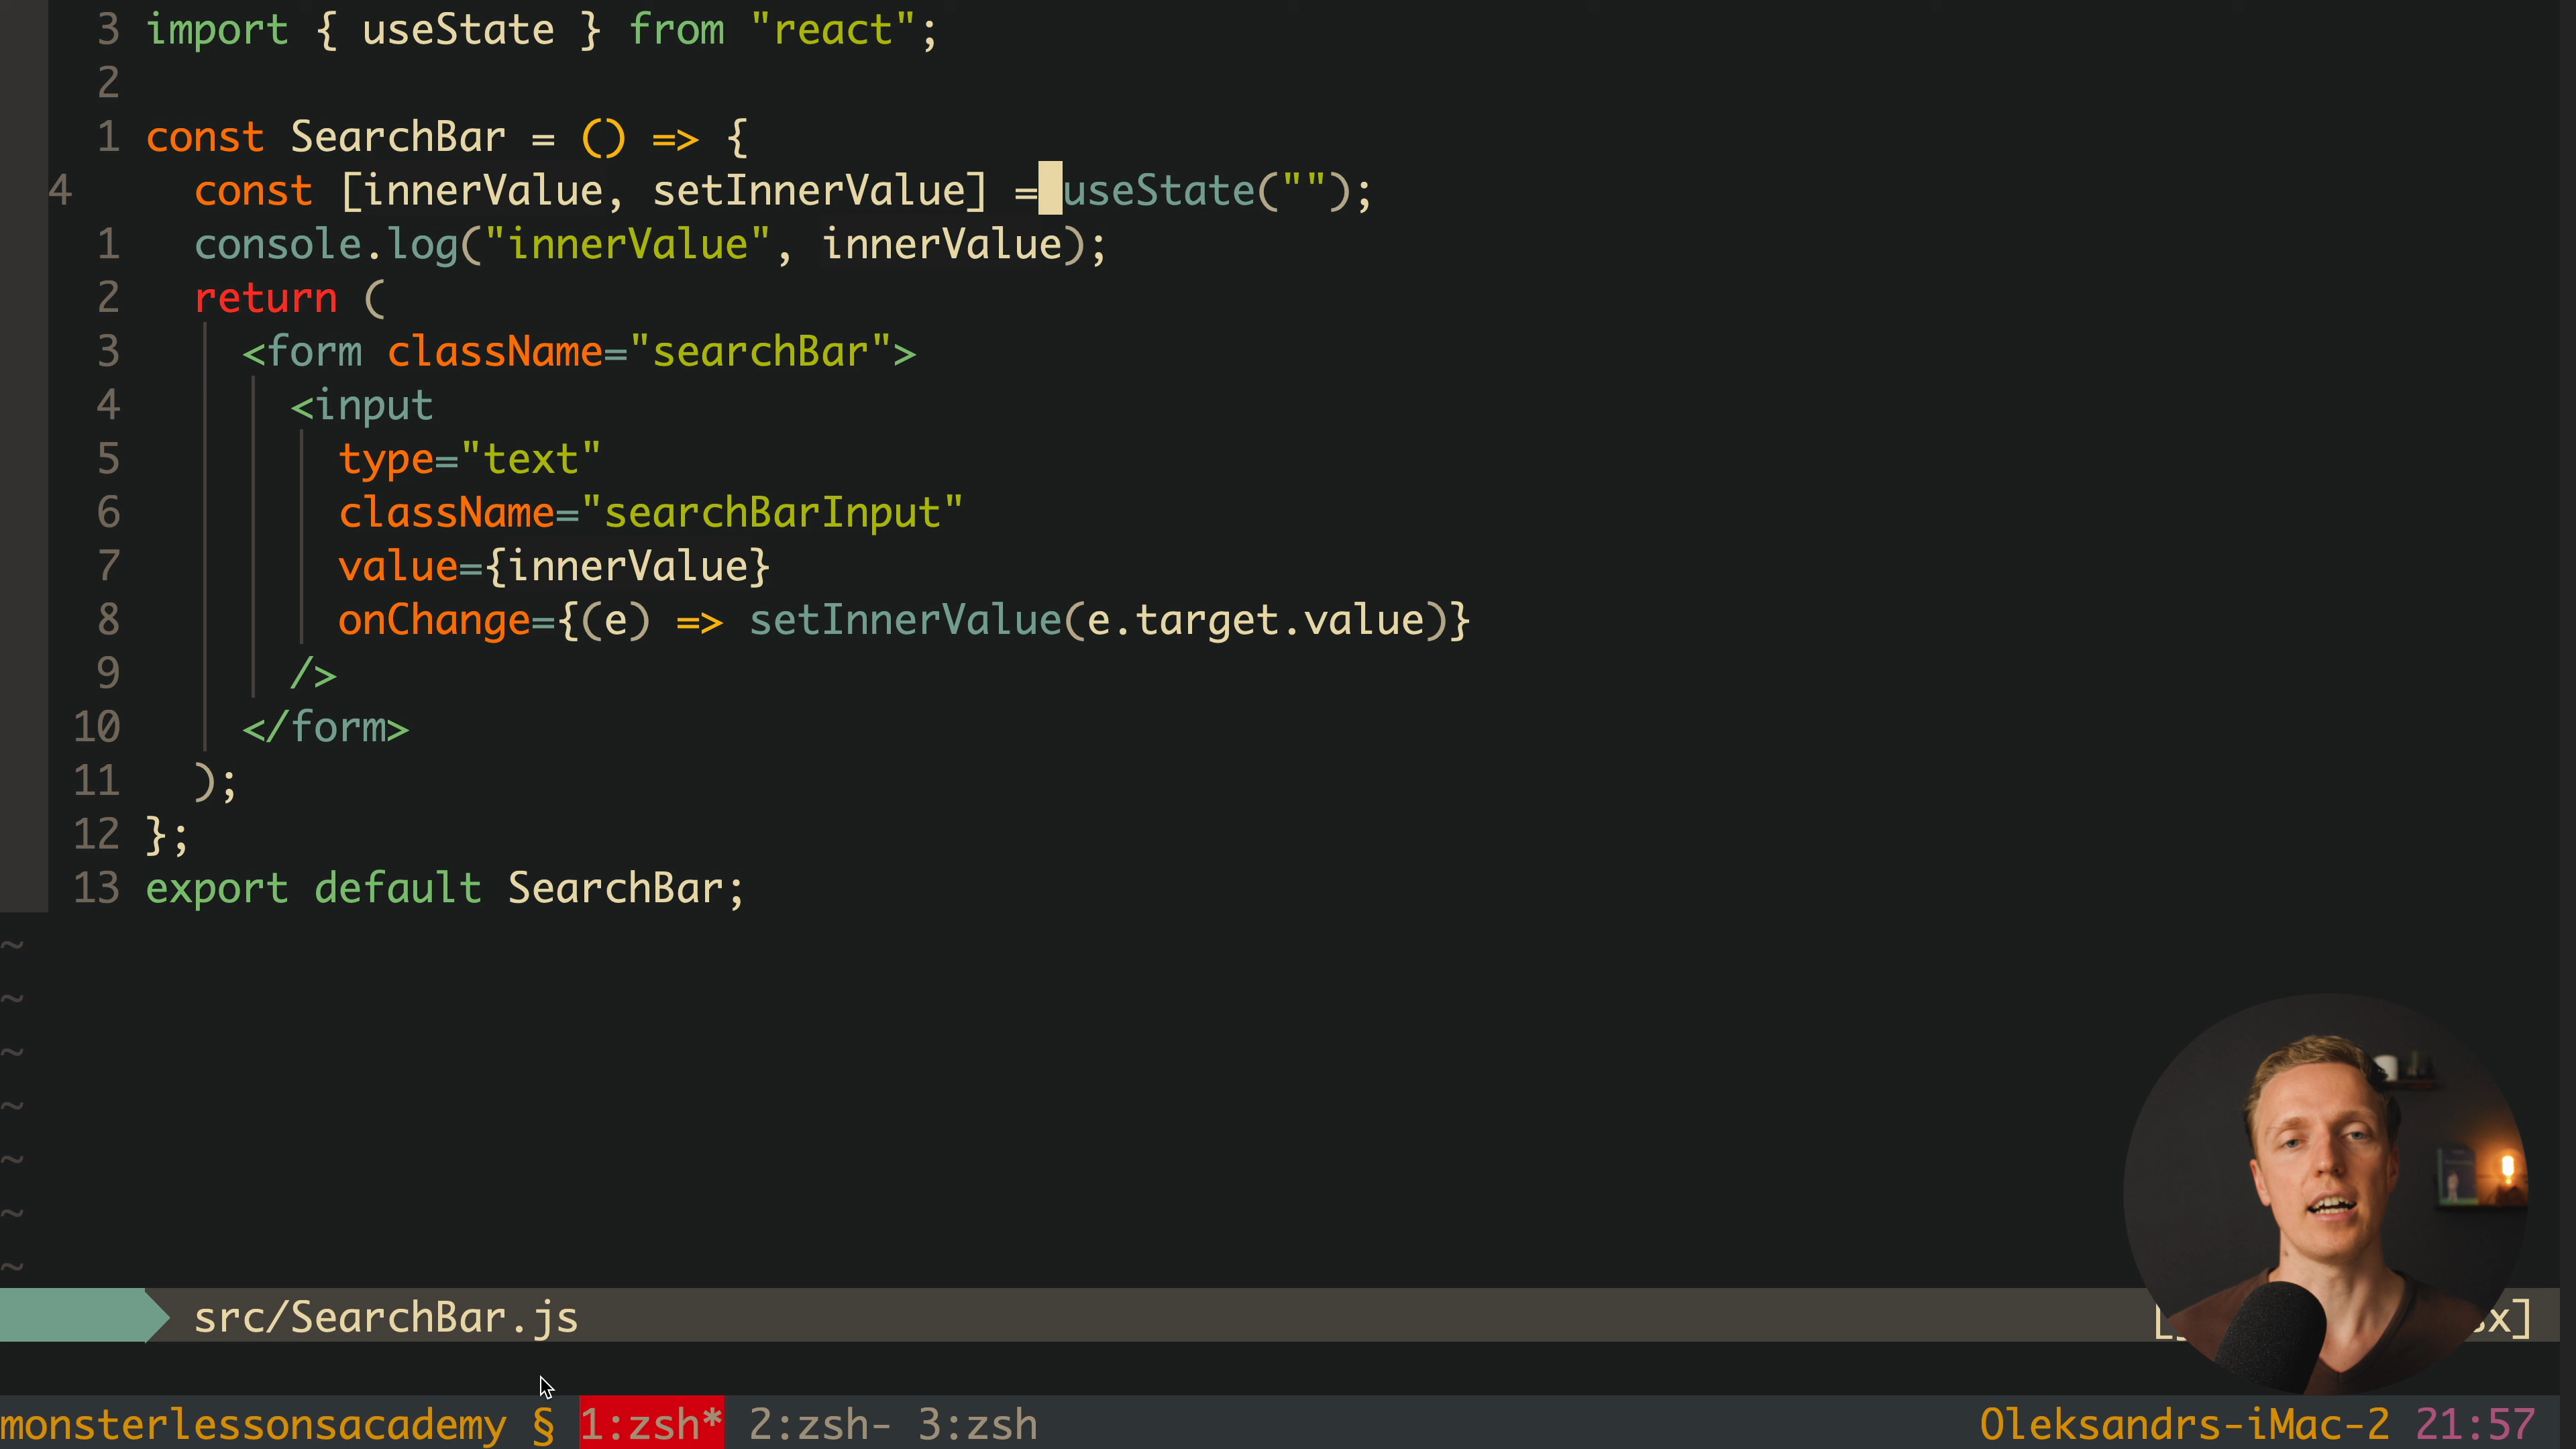 3 import { useState } from "react";
2
1 const SearchBar = () => {
4 const [innerValue, setInnerValue] = useState("");
1 console.log("innerValue", innerValue);
2 return (
3 <form className="searchBar">
4 <input
5 type="text"
6 className="searchBarInput"
7 value={innerValue}
8 onChange={(e) => setInnerValue(e.target.value)}
9 />
10 </form>
11 );
12 };
13 export default SearchBar;
~
~
~
~
~
~
~
src/SearchBar.js
monsterlessonsacademy § 1:zsh* 2:zsh- 3:zsh Oleksandrs-iMac-2 21:57